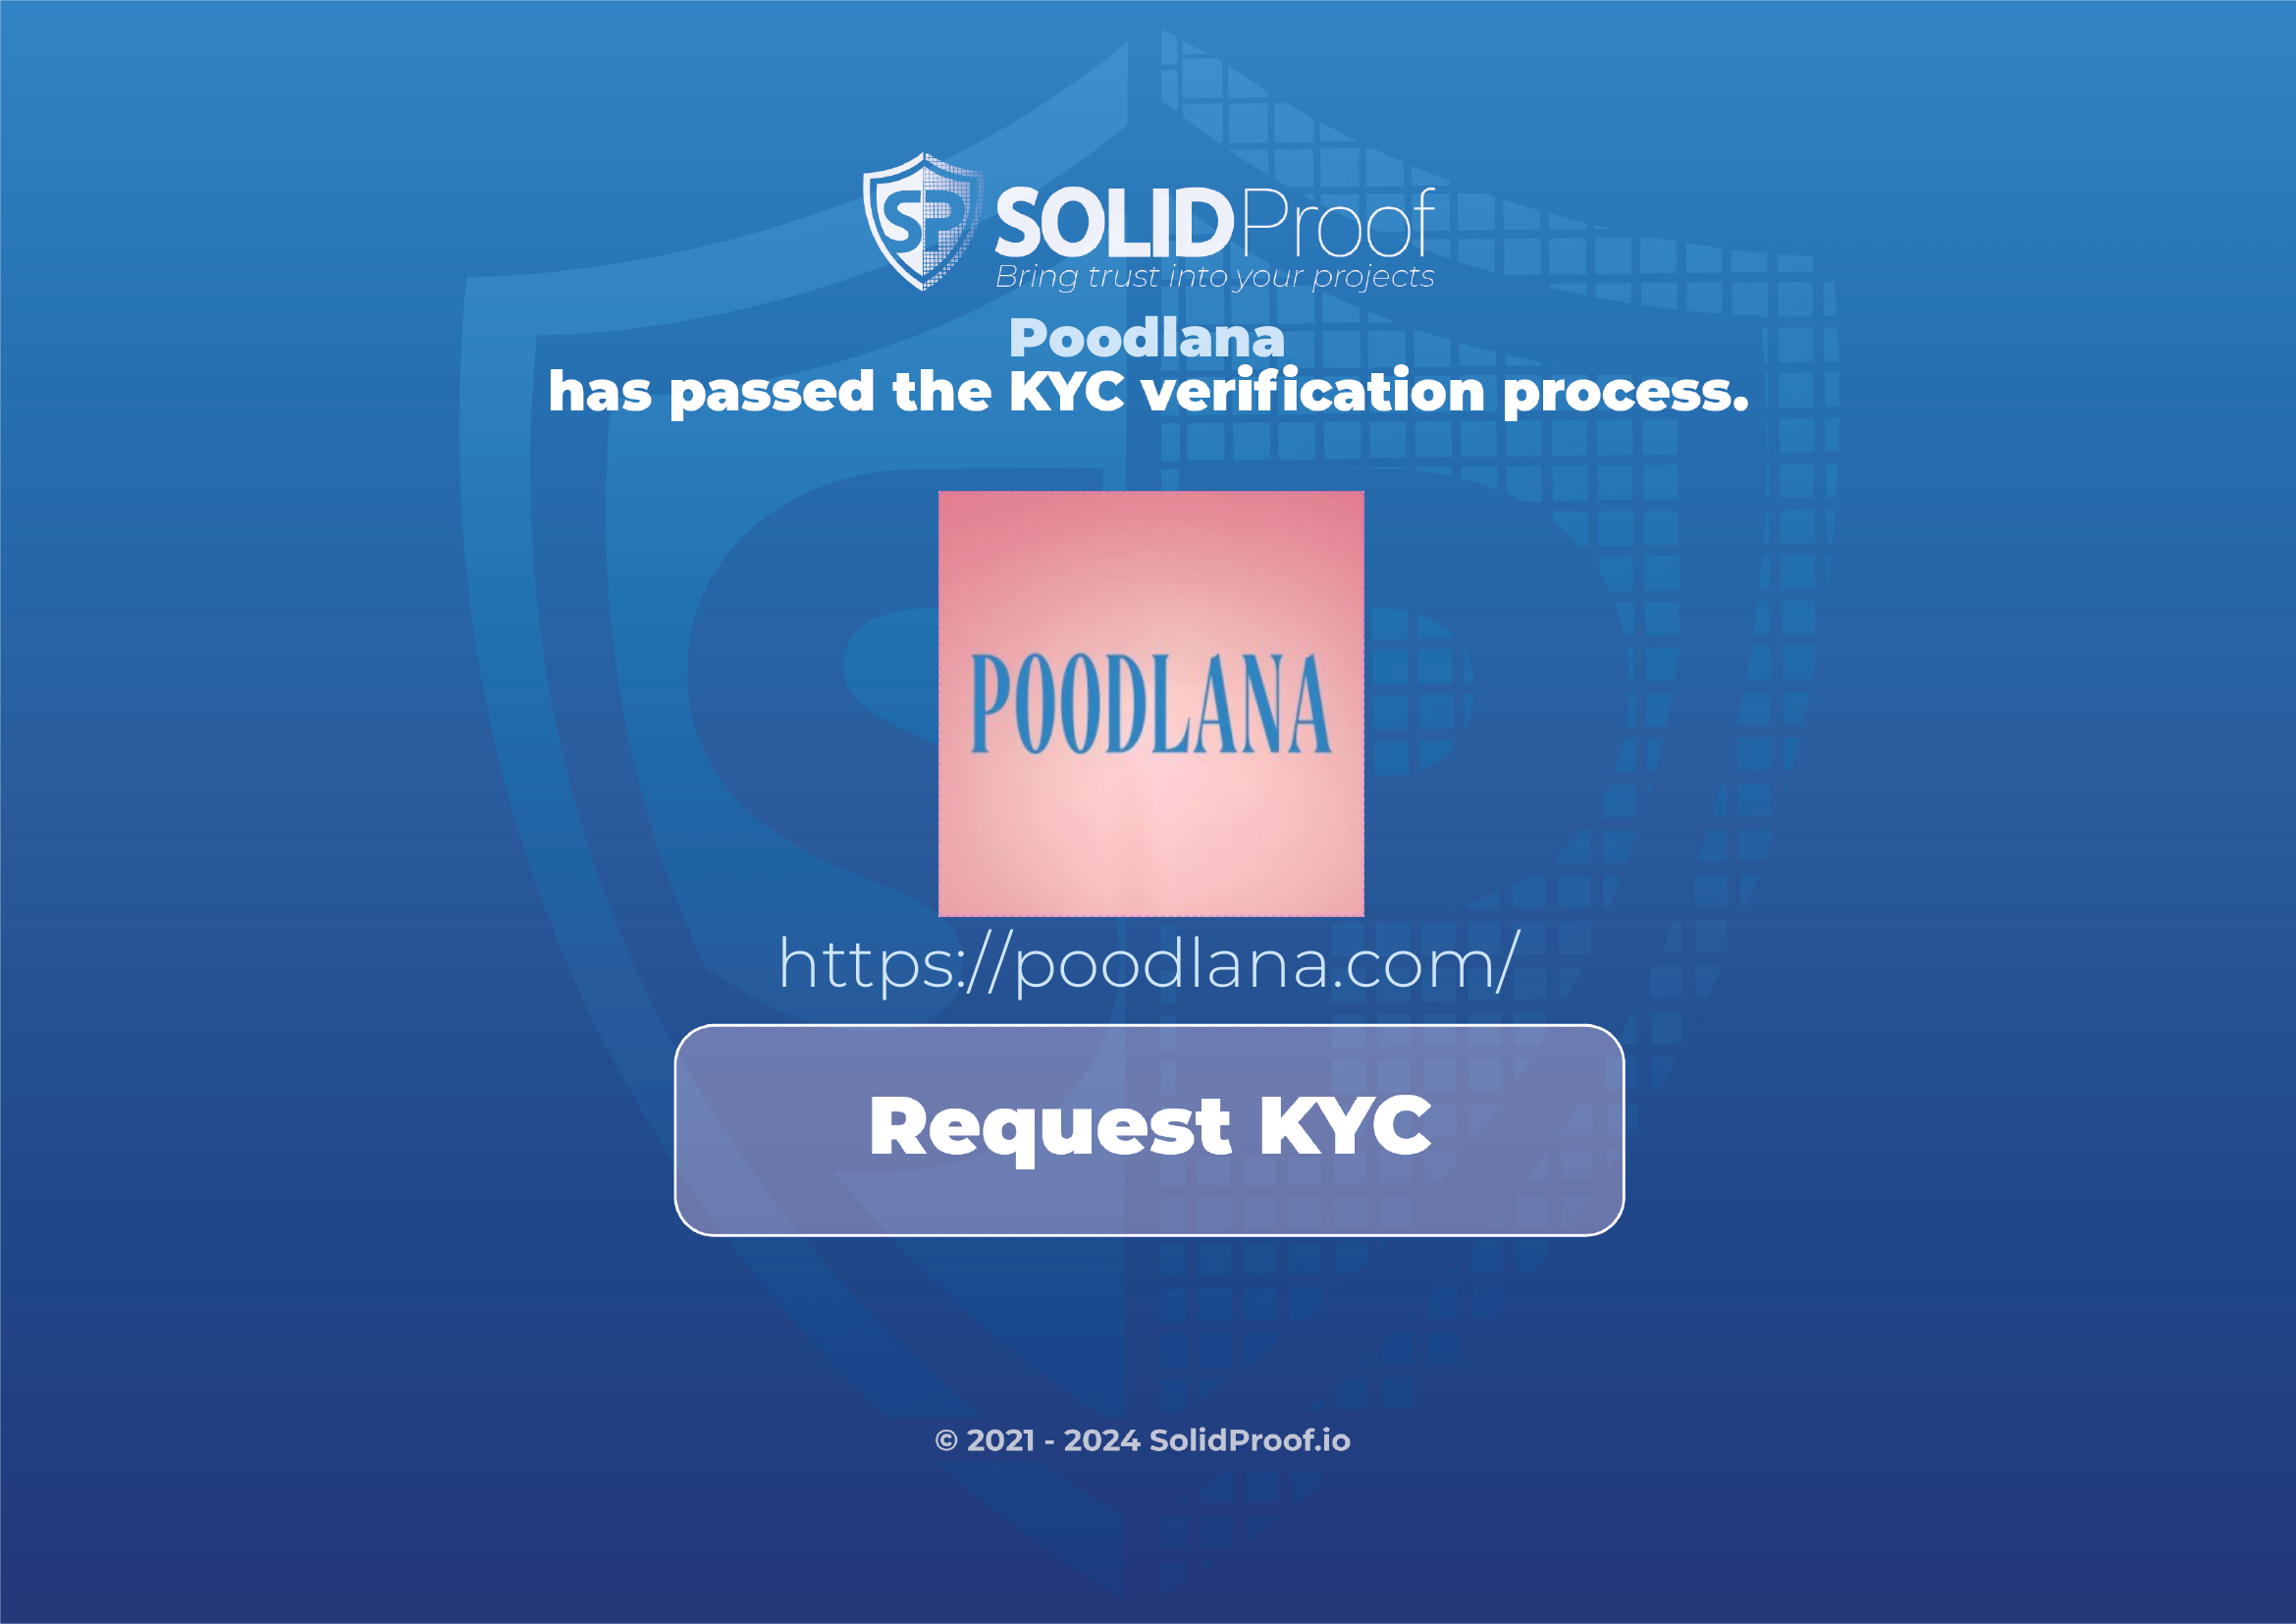 SP
SOLIDProof
Bring trust into your projects
Poodlana
has passed the KYC verification process.
POODLANA
https://poodlana.com/
Request KYC
© 2021 - 2024 SolidProof.io